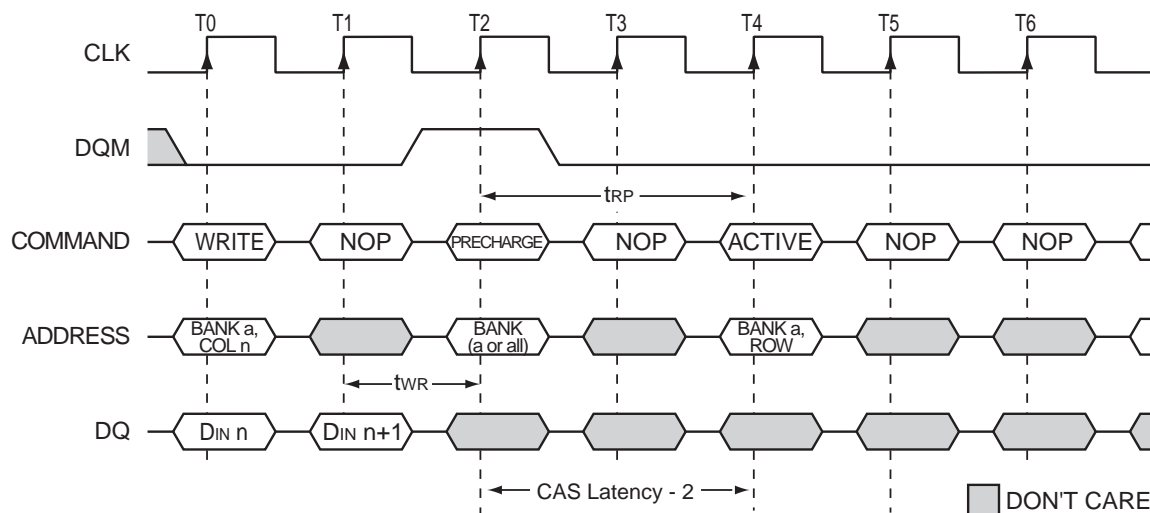 T0 T1 T2 T3 T4 T5 T6
CLK
DQM
tRP
COMMAND WRITE NOP PRECHARGE NOP ACTIVE NOP NOP
ADDRESS BANK a, COL n BANK (a or all) BANK a, ROW
tWR
DQ DIN n DIN n+1
CAS Latency - 2
DON'T CARE